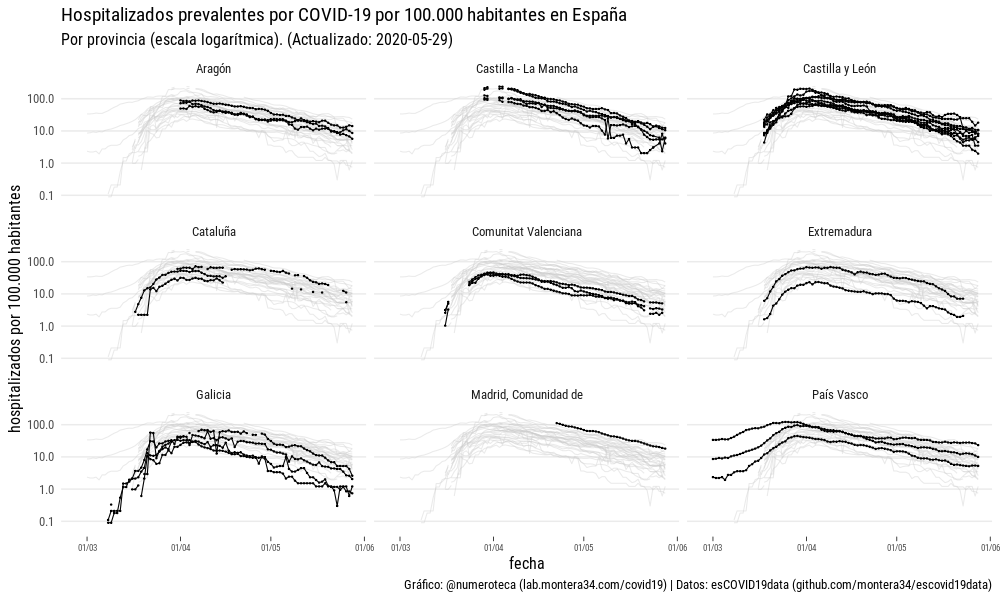 Hospitalizados prevalentes por COVID-19 por 100.000 habitantes en España
Por provincia (escala logarítmica). (Actualizado: 2020-05-29)
Aragón
Castilla - La Mancha
Castilla y León
100.0
10.0
1.0
0.1
Cataluña
Comunitat Valenciana
Extremadura
100.0
10.0
1.0
0.1
Galicia
Madrid, Comunidad de
País Vasco
100.0
10.0
1.0
0.1
hospitalizados por 100.000 habitantes
01/03 01/04 01/05 01/06 01/03 01/04 01/05 01/06 01/03 01/04 01/05 01/06
fecha
Gráfico: @numeroteca (lab.montera34.com/covid19) | Datos: esCOVID19data (github.com/montera34/escovid19data)